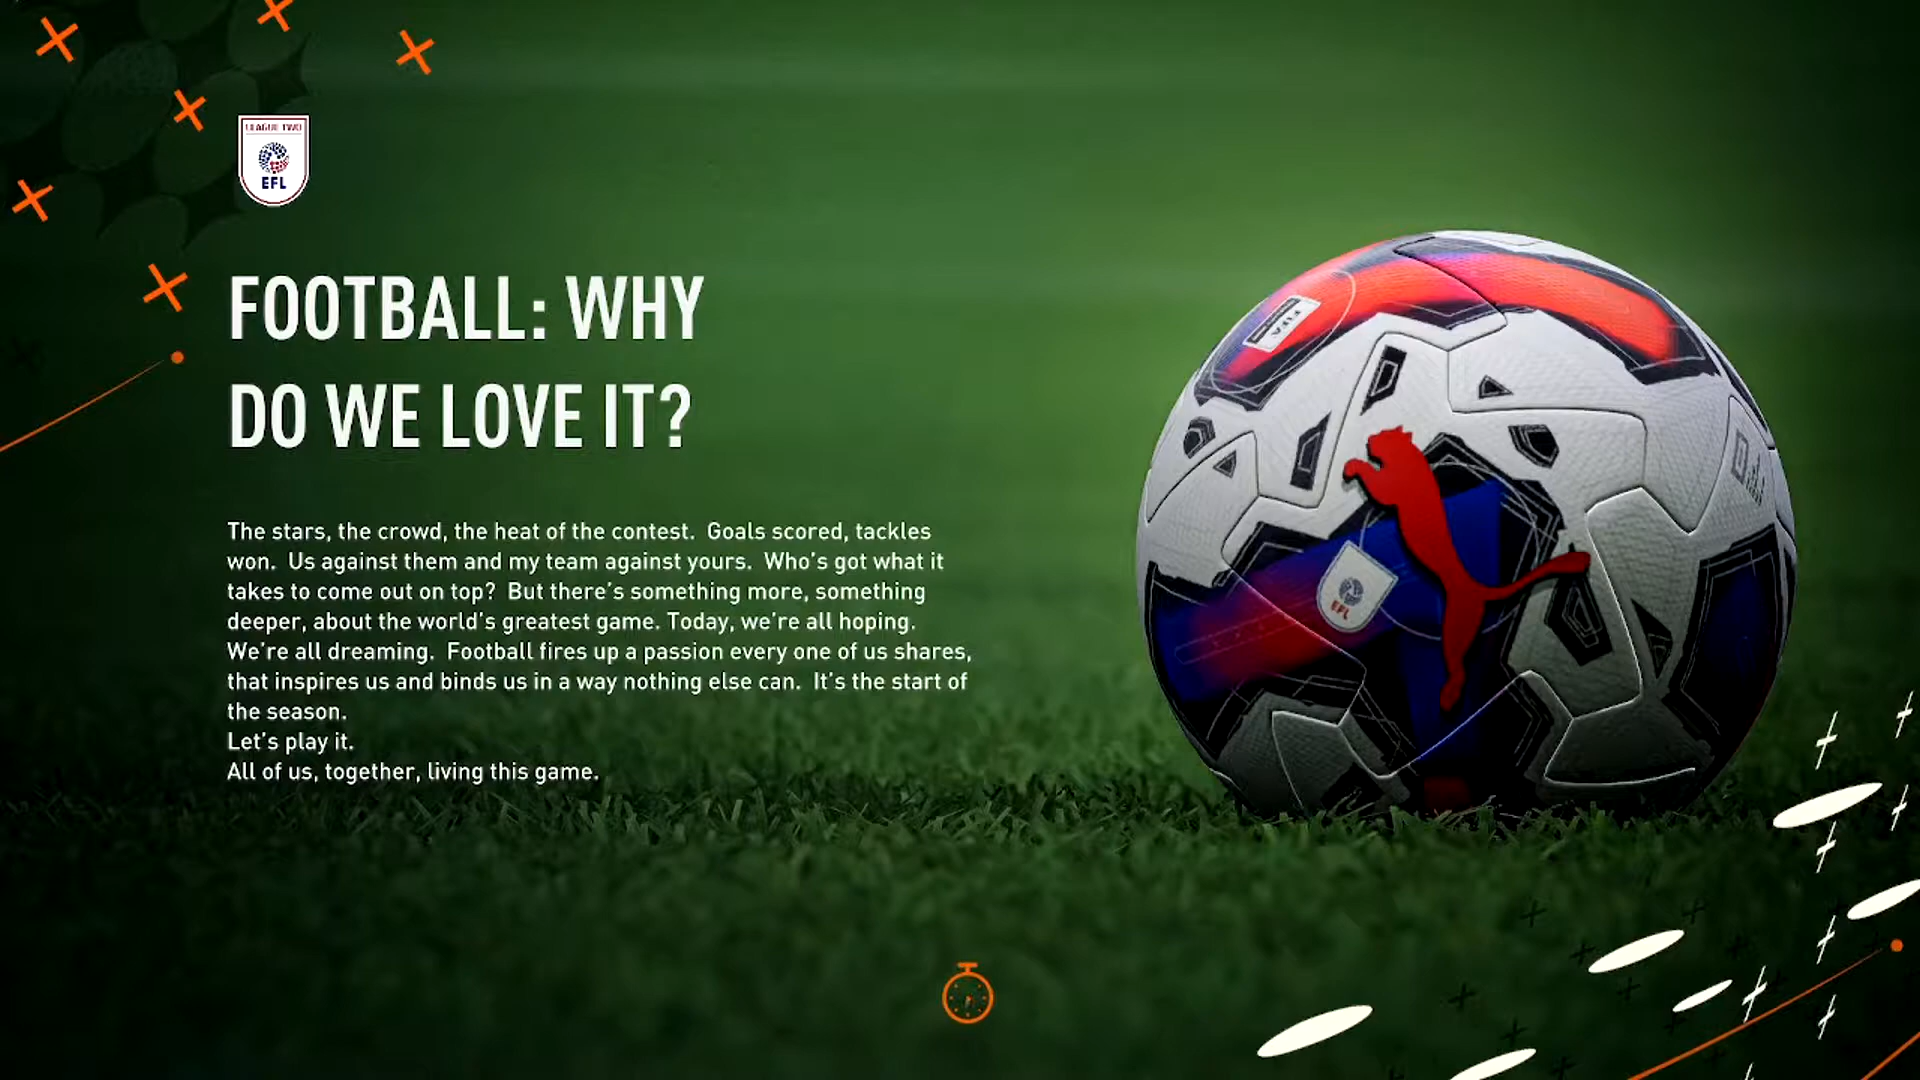 LEAGUE TWO
EFL
FOOTBALL: WHY
DO WE LOVE IT?
The stars, the crowd, the heat of the contest.  Goals scored, tackles
won.  Us against them and my team against yours.  Who's got what it
takes to come out on top?  But there's something more, something
deeper, about the world's greatest game. Today, we're all hoping.
We're all dreaming.  Football fires up a passion every one of us shares,
that inspires us and binds us in a way nothing else can.  It's the start of
the season.
Let's play it.
All of us, together, living this game.
FIFA
EFL